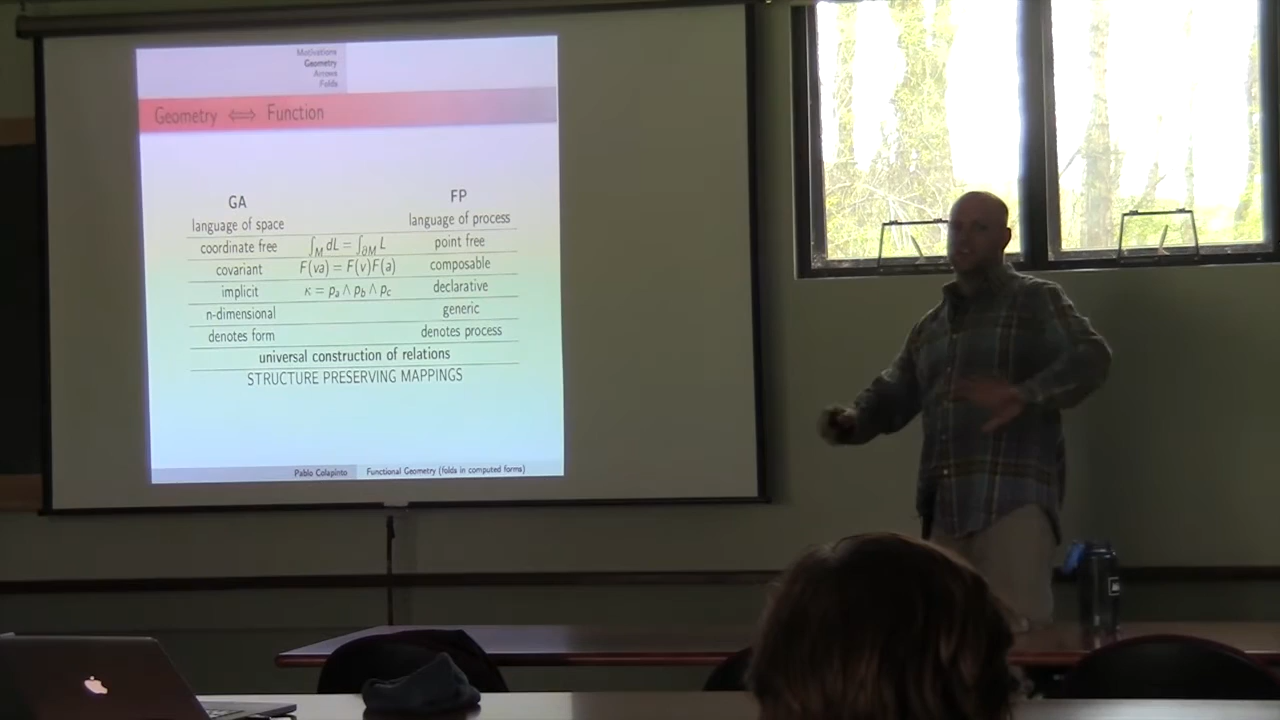 Motivations
Geometry
Arrows
Folds
Geometry ⟺ Function
GA FP
language of space language of process
coordinate free ∫_M dL = ∫_∂M L point free
covariant F(va) = F(v)F(a) composable
implicit κ = p_a ∧ p_b ∧ p_c declarative
n-dimensional generic
denotes form denotes process
universal construction of relations
STRUCTURE PRESERVING MAPPINGS
Pablo Colapinto Functional Geometry (folds in computed forms)